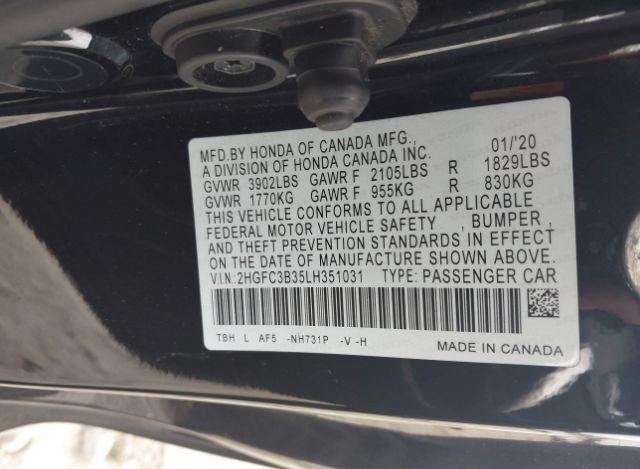 MFD.BY HONDA OF CANADA MFG., 01/'20
A DIVISION OF HONDA CANADA INC.
GVWR 3902LBS GAWR F 2105LBS R 1829LBS
GVWR 1770KG GAWR F 955KG R 830KG
THIS VEHICLE CONFORMS TO ALL APPLICABLE
FEDERAL MOTOR VEHICLE SAFETY , BUMPER ,
AND THEFT PREVENTION STANDARDS IN EFFECT
ON THE DATE OF MANUFACTURE SHOWN ABOVE.
V.I.N:2HGFC3B35LH351031 TYPE: PASSENGER CAR
TBH L AF5 -NH731P -V -H
MADE IN CANADA